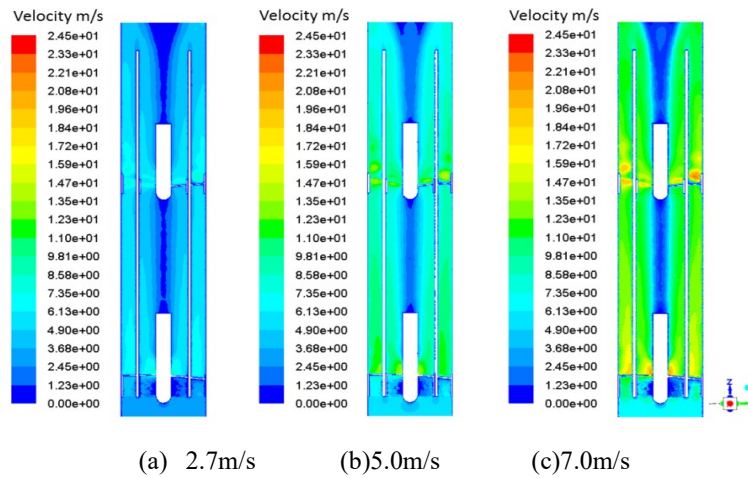 Velocity m/s
2.45e+01
2.33e+01
2.21e+01
1.96e+01
1.84e+01
1.72e+01
1.59e+01
1.47e+01
1.35e+01
1.23e+01
1.10e+01
9.81e+00
8.58e+00
7.35e+00
6.13e+00
4.90e+00
3.68e+00
2.45e+00
1.23e+00
0.00e+00
Velocity m/s
2.45e+01
2.33e+01
2.21e+01
1.96e+01
1.84e+01
1.72e+01
1.59e+01
1.47e+01
1.35e+01
1.23e+01
1.10e+01
9.81e+00
8.58e+00
7.35e+00
6.13e+00
4.90e+00
3.68e+00
2.45e+00
1.23e+00
0.00e+00
Velocity m/s
2.45e+01
2.33e+01
2.21e+01
1.96e+01
1.84e+01
1.72e+01
1.59e+01
1.47e+01
1.35e+01
1.23e+01
1.10e+01
9.81e+00
8.58e+00
7.35e+00
6.13e+00
4.90e+00
3.68e+00
2.45e+00
1.23e+00
0.00e+00
z
(a) 2.7m/s (b)5.0m/s (c)7.0m/s